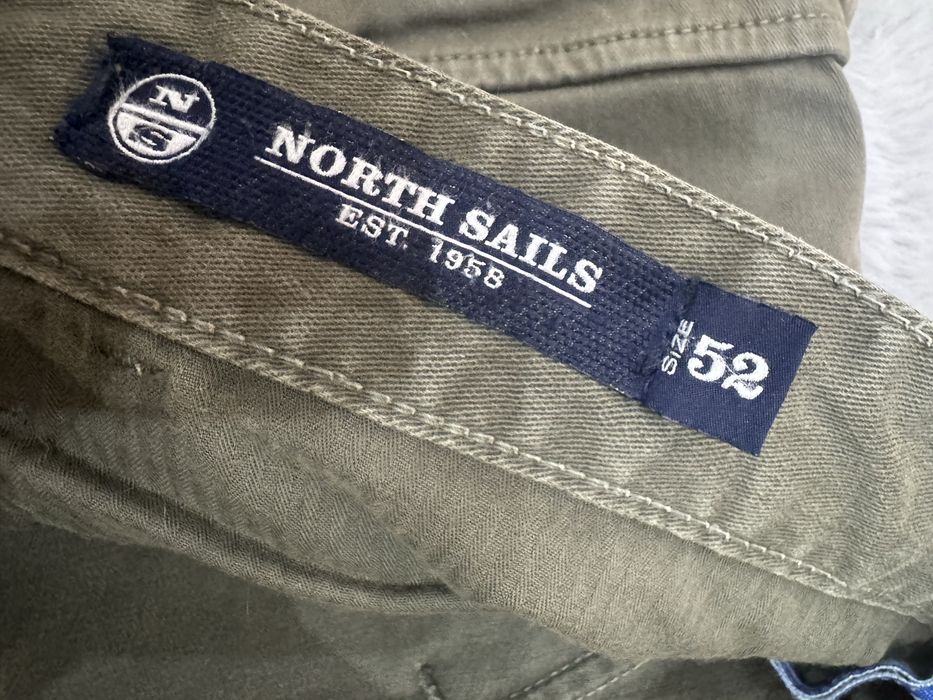 N
S
NORTH SAILS
EST. 1958
SIZE 52